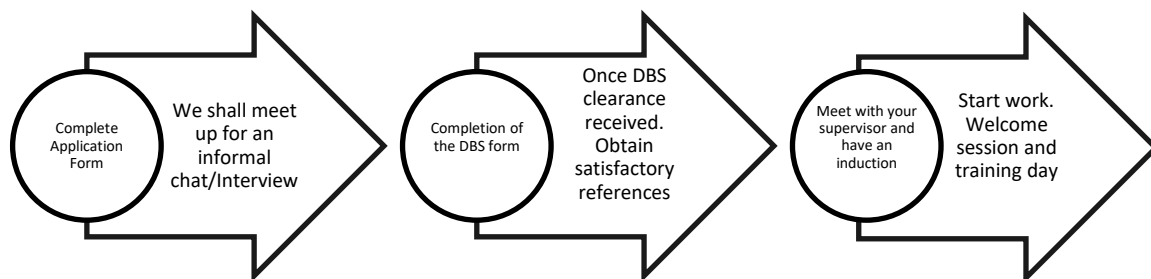 Complete
Application
Form
We shall meet
up for an
informal
chat/Interview
Completion of
the DBS form
Once DBS
clearance
received.
Obtain
satisfactory
references
Meet with your
supervisor and
have an
induction
Start work.
Welcome
session and
training day